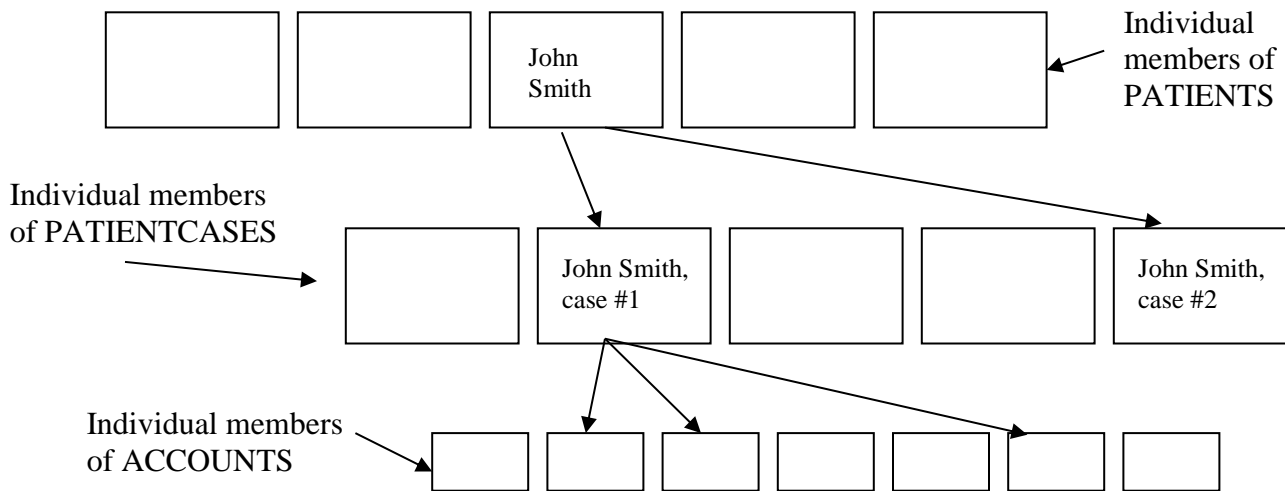 John
Smith
Individual
members of
PATIENTS
Individual members
of PATIENTCASES
John Smith,
case #1
John Smith,
case #2
Individual members
of ACCOUNTS